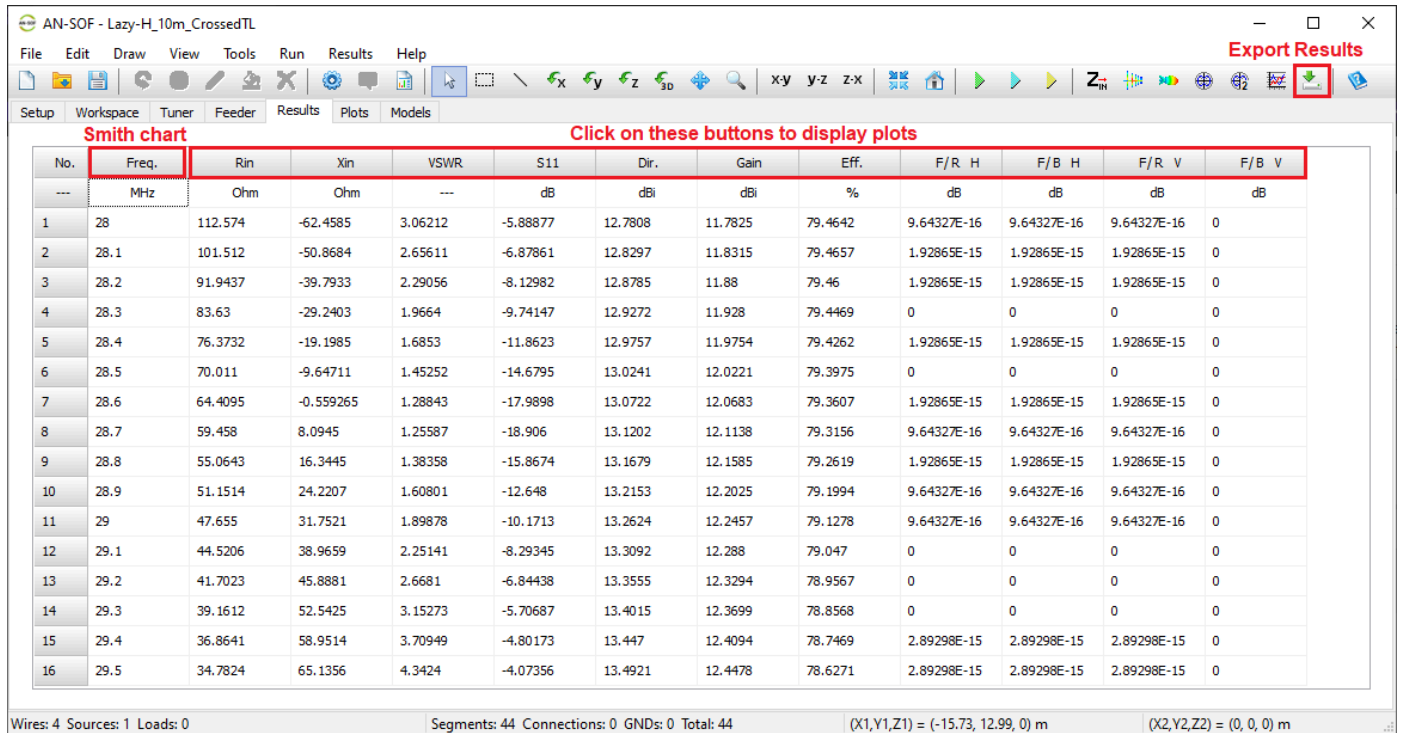 AN-SOF - Lazy-H_10m_CrossedTL
File Edit Draw View Tools Run Results Help
Export Results
x-y y-z z-x
Setup Workspace Tuner Feeder Results Plots Models
Smith chart Click on these buttons to display plots
No. Freq. Rin Xin VSWR S11 Dir. Gain Eff. F/R H F/B H F/R V F/B V
--- MHz Ohm Ohm --- dB dBi dBi % dB dB dB dB
1 28 112.574 -62.4585 3.06212 -5.88877 12.7808 11.7825 79.4642 9.64327E-16 9.64327E-16 9.64327E-16 0
2 28.1 101.512 -50.8684 2.65611 -6.87861 12.8297 11.8315 79.4657 1.92865E-15 1.92865E-15 1.92865E-15 0
3 28.2 91.9437 -39.7933 2.29056 -8.12982 12.8785 11.88 79.46 1.92865E-15 1.92865E-15 1.92865E-15 0
4 28.3 83.63 -29.2403 1.9664 -9.74147 12.9272 11.928 79.4469 0 0 0 0
5 28.4 76.3732 -19.1985 1.6853 -11.8623 12.9757 11.9754 79.4262 1.92865E-15 1.92865E-15 1.92865E-15 0
6 28.5 70.011 -9.64711 1.45252 -14.6795 13.0241 12.0221 79.3975 0 0 0 0
7 28.6 64.4095 -0.559265 1.28843 -17.9898 13.0722 12.0683 79.3607 1.92865E-15 1.92865E-15 1.92865E-15 0
8 28.7 59.458 8.0945 1.25587 -18.906 13.1202 12.1138 79.3156 9.64327E-16 9.64327E-16 9.64327E-16 0
9 28.8 55.0643 16.3445 1.38358 -15.8674 13.1679 12.1585 79.2619 1.92865E-15 1.92865E-15 1.92865E-15 0
10 28.9 51.1514 24.2207 1.60801 -12.648 13.2153 12.2025 79.1994 9.64327E-16 9.64327E-16 9.64327E-16 0
11 29 47.655 31.7521 1.89878 -10.1713 13.2624 12.2457 79.1278 9.64327E-16 9.64327E-16 9.64327E-16 0
12 29.1 44.5206 38.9659 2.25141 -8.29345 13.3092 12.288 79.047 0 0 0 0
13 29.2 41.7023 45.8881 2.6681 -6.84438 13.3555 12.3294 78.9567 0 0 0 0
14 29.3 39.1612 52.5425 3.15273 -5.70687 13.4015 12.3699 78.8568 0 0 0 0
15 29.4 36.8641 58.9514 3.70949 -4.80173 13.447 12.4094 78.7469 2.89298E-15 2.89298E-15 2.89298E-15 0
16 29.5 34.7824 65.1356 4.3424 -4.07356 13.4921 12.4478 78.6271 2.89298E-15 2.89298E-15 2.89298E-15 0
Wires: 4 Sources: 1 Loads: 0 Segments: 44 Connections: 0 GNDs: 0 Total: 44 (X1,Y1,Z1) = (-15.73, 12.99, 0) m (X2,Y2,Z2) = (0, 0, 0) m